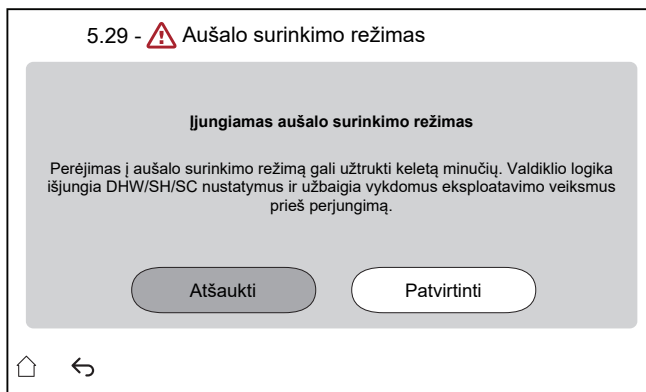 5.29 - Aušalo surinkimo režimas
Įjungiamas aušalo surinkimo režimas
Perėjimas į aušalo surinkimo režimą gali užtrukti keletą minučių. Valdiklio logika
išjungia DHW/SH/SC nustatymus ir užbaigia vykdomus eksploatavimo veiksmus
prieš perjungimą.
Atšaukti
Patvirtinti